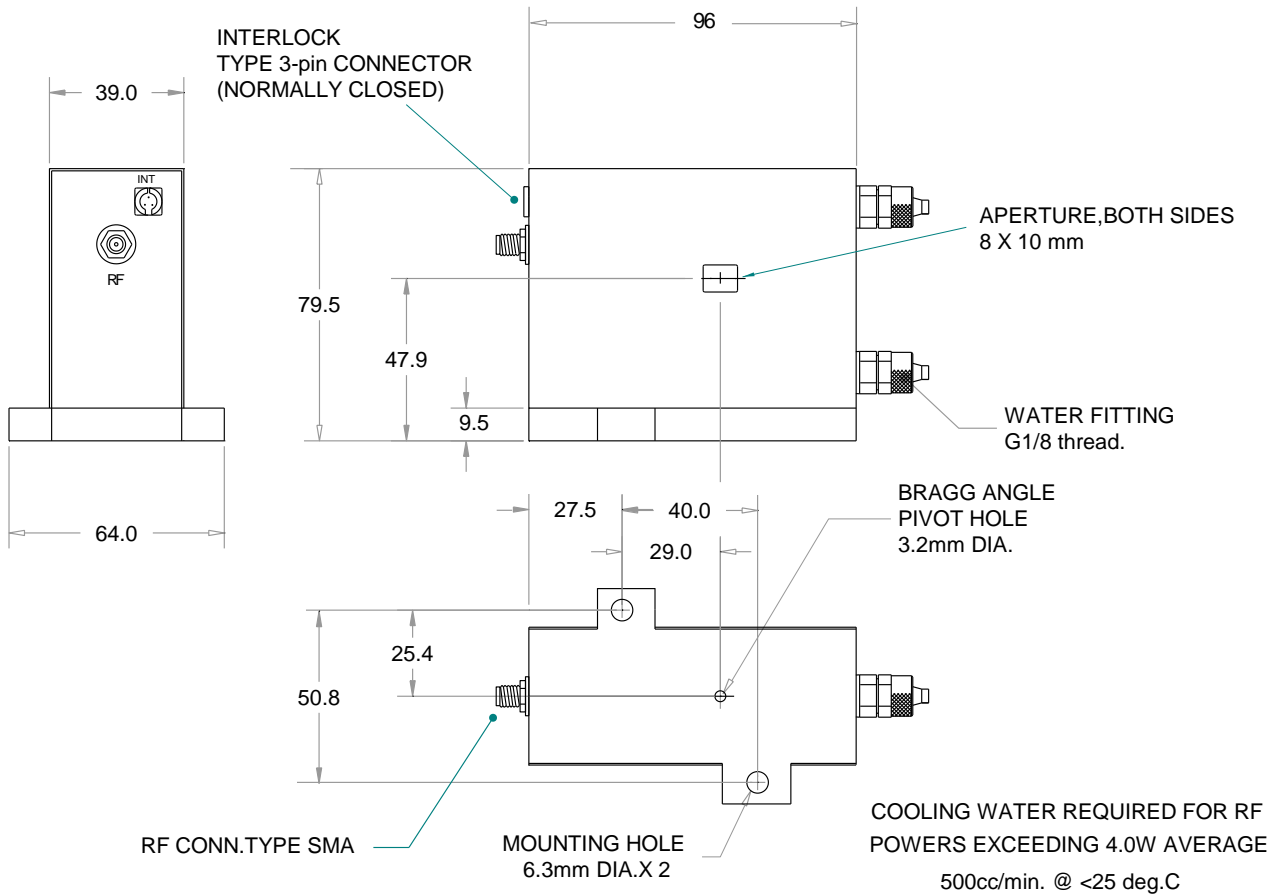 96
INTERLOCK
TYPE 3-pin CONNECTOR
(NORMALLY CLOSED)
39.0
INT
RF
APERTURE,BOTH SIDES
8 X 10 mm
79.5
47.9
9.5
WATER FITTING
G1/8 thread.
64.0
27.5
40.0
29.0
BRAGG ANGLE
PIVOT HOLE
3.2mm DIA.
25.4
50.8
RF CONN.TYPE SMA
MOUNTING HOLE
6.3mm DIA.X 2
COOLING WATER REQUIRED FOR RF
POWERS EXCEEDING 4.0W AVERAGE
500cc/min. @ <25 deg.C